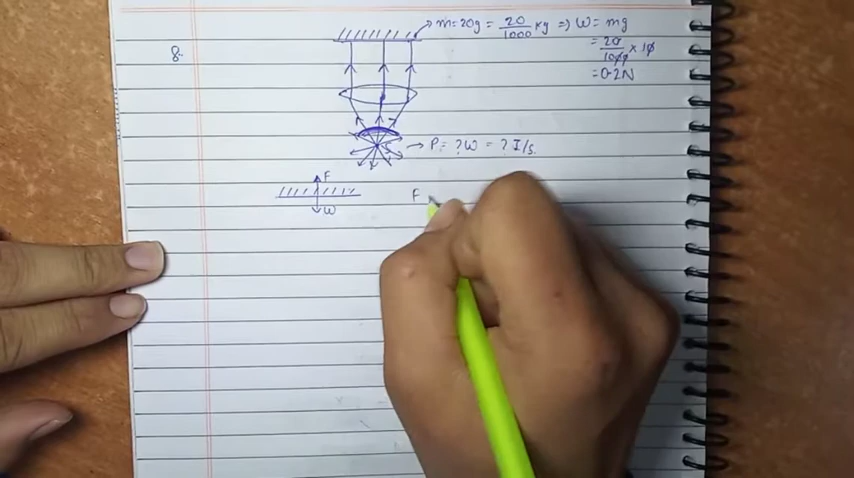 8.
m=20g = 20/1000 kg => W = mg
= 20/1000 x 10
= 0.2N
P = ? W = ? J/s.
F
W
F